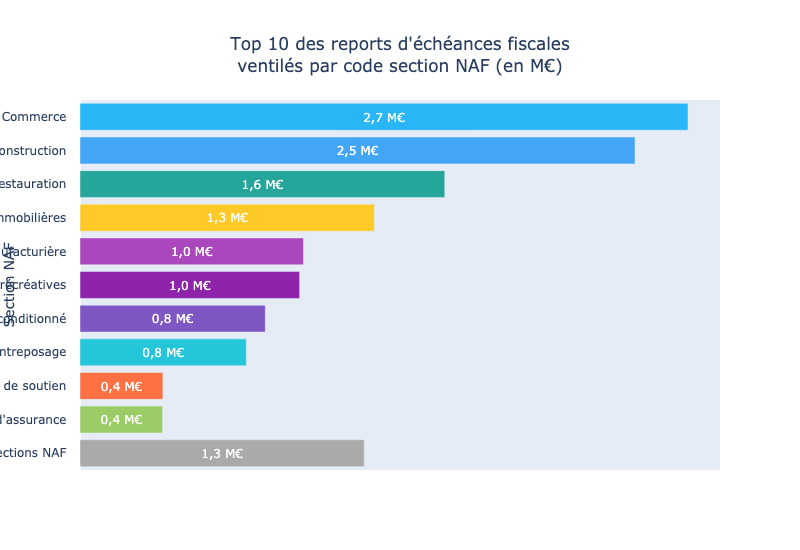 Top 10 des reports d'échéances fiscales
ventilés par code section NAF (en M€)
Section NAF
Commerce 2,7 M€
onstruction 2,5 M€
estauration 1,6 M€
mmobilières 1,3 M€
ufacturière 1,0 M€
récréatives 1,0 M€
conditionné 0,8 M€
ntreposage 0,8 M€
de soutien 0,4 M€
d'assurance 0,4 M€
ections NAF 1,3 M€